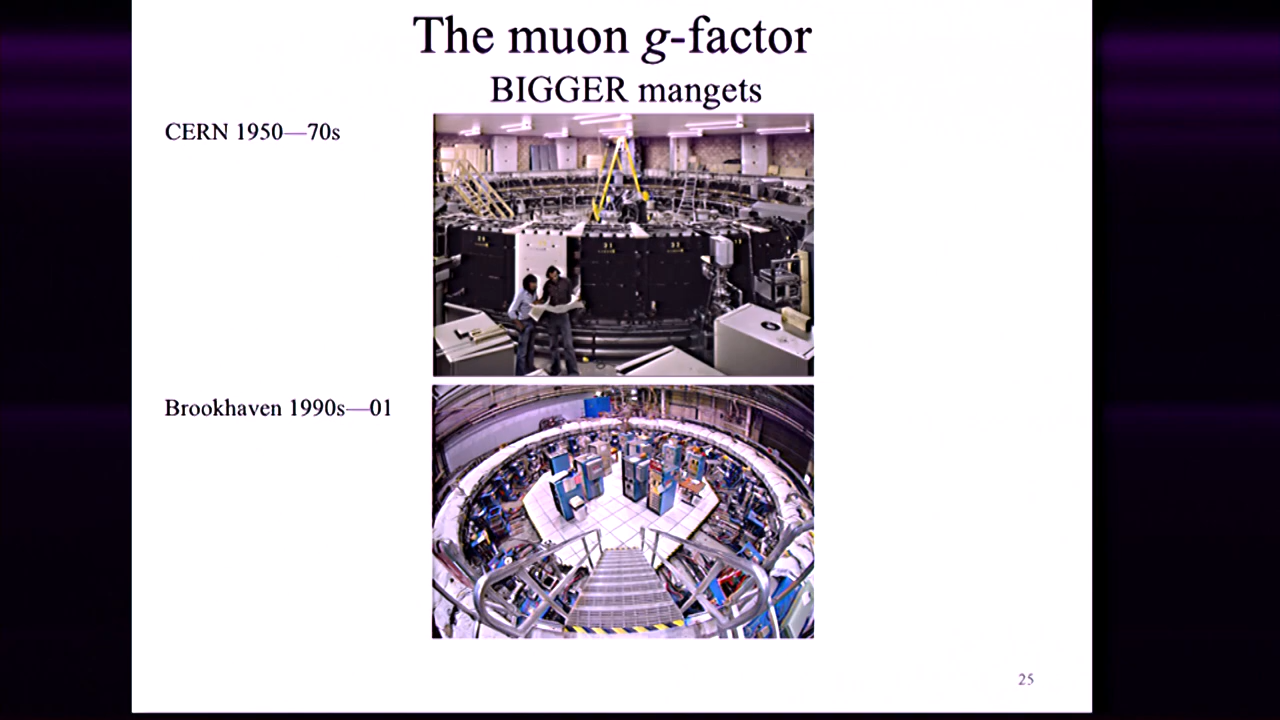 The muon g-factor
BIGGER mangets
CERN 1950—70s
Brookhaven 1990s—01
25